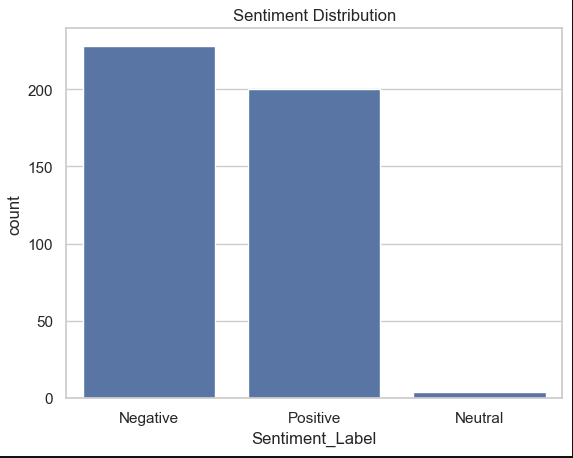 Sentiment Distribution
count
200
150
100
50
0
Negative Positive Neutral
Sentiment_Label